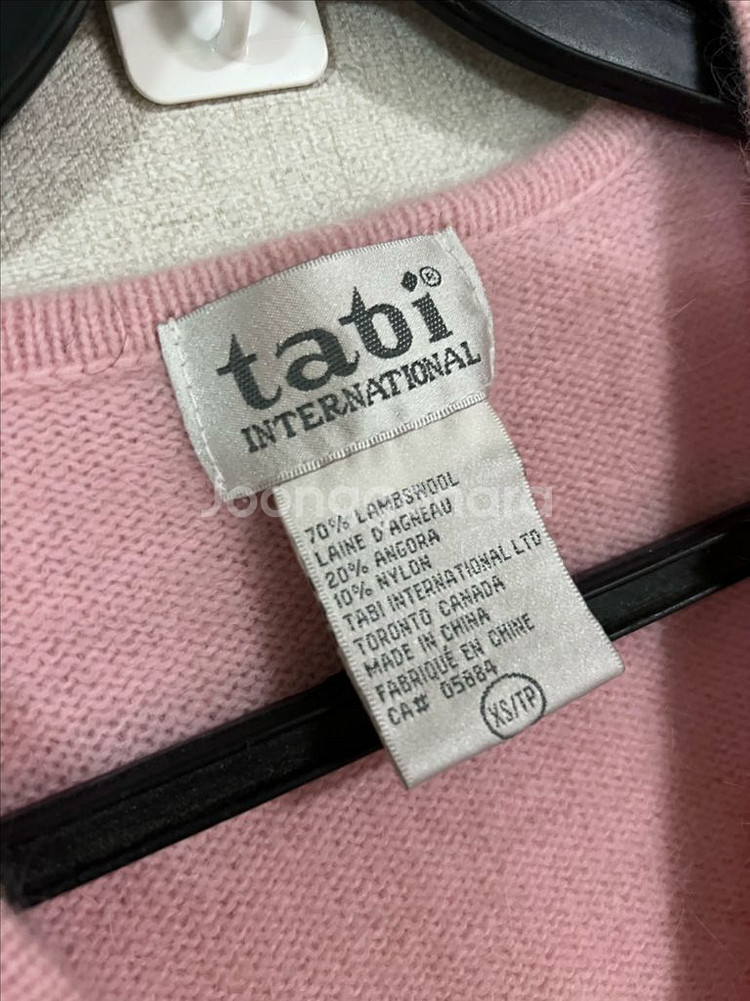 tabi®
INTERNATIONAL
Joongonara
70% LAMBSWOOL
LAINE D'AGNEAU
20% ANGORA
10% NYLON
TABI INTERNATIONAL LTD
TORONTO CANADA
MADE IN CHINA
FABRIQUÉ EN CHINE
CA# 05884
XS/TP